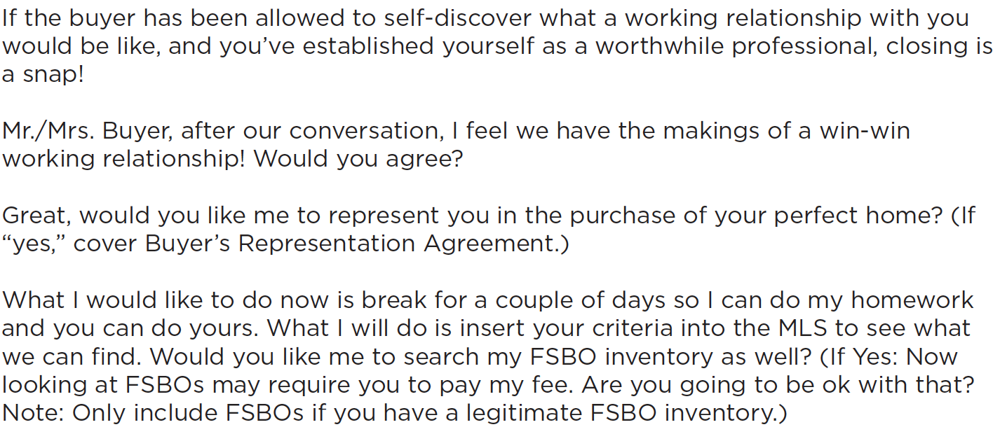 If the buyer has been allowed to self-discover what a working relationship with you
would be like, and you’ve established yourself as a worthwhile professional, closing is
a snap!
Mr./Mrs. Buyer, after our conversation, I feel we have the makings of a win-win
working relationship! Would you agree?
Great, would you like me to represent you in the purchase of your perfect home? (If
“yes,” cover Buyer’s Representation Agreement.)
What I would like to do now is break for a couple of days so I can do my homework
and you can do yours. What I will do is insert your criteria into the MLS to see what
we can find. Would you like me to search my FSBO inventory as well? (If Yes: Now
looking at FSBOs may require you to pay my fee. Are you going to be ok with that?
Note: Only include FSBOs if you have a legitimate FSBO inventory.)